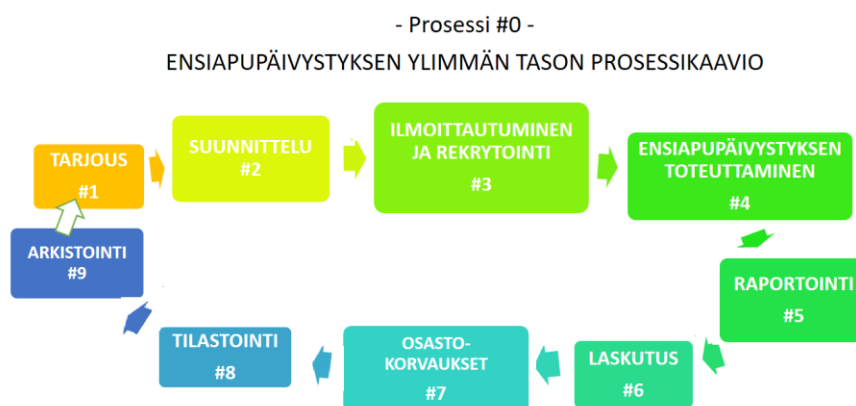 - Prosessi #0 -
ENSIAPUPÄIVYSTYKSEN YLIMMÄN TASON PROSESSIKAAVIO
TARJOUS
#1
SUUNNITTELU
#2
ILMOITTAUTUMINEN
JA REKRYTOINTI
#3
ENSIAPUPÄIVYSTYKSEN
TOTEUTTAMINEN
#4
RAPORTOINTI
#5
LASKUTUS
#6
OSASTO-
KORVAUKSET
#7
TILASTOINTI
#8
ARKISTOINTI
#9